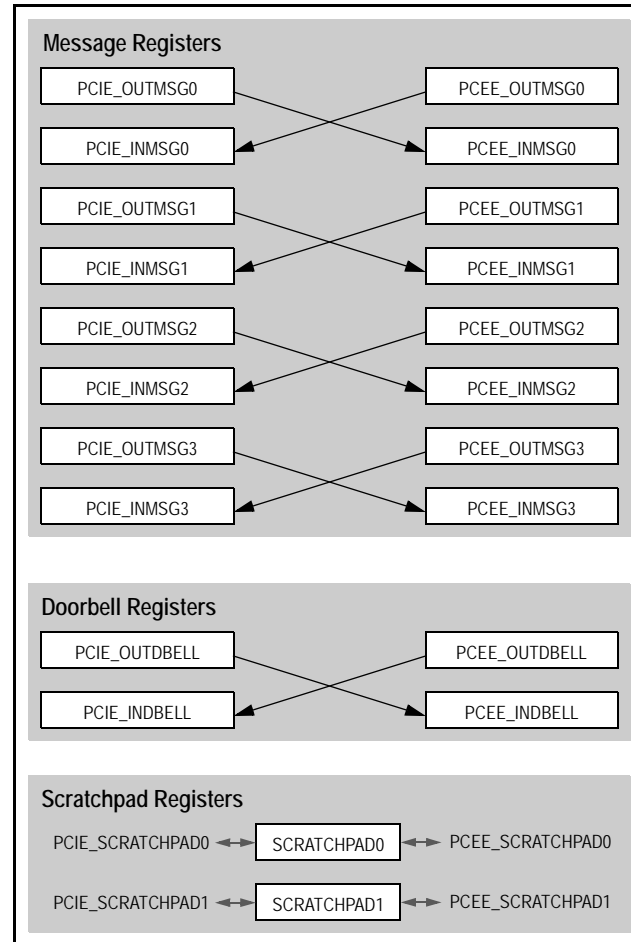 Message Registers
PCIE_OUTMSG0 PCEE_OUTMSG0
PCIE_INMSG0 PCEE_INMSG0
PCIE_OUTMSG1 PCEE_OUTMSG1
PCIE_INMSG1 PCEE_INMSG1
PCIE_OUTMSG2 PCEE_OUTMSG2
PCIE_INMSG2 PCEE_INMSG2
PCIE_OUTMSG3 PCEE_OUTMSG3
PCIE_INMSG3 PCEE_INMSG3
Doorbell Registers
PCIE_OUTDBELL PCEE_OUTDBELL
PCIE_INDBELL PCEE_INDBELL
Scratchpad Registers
PCIE_SCRATCHPAD0 SCRATCHPAD0 PCEE_SCRATCHPAD0
PCIE_SCRATCHPAD1 SCRATCHPAD1 PCEE_SCRATCHPAD1